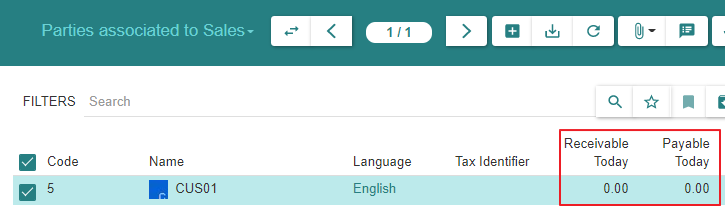 Parties associated to Sales
1 / 1
FILTERS Search
Code Name Language Tax Identifier Receivable Today Payable Today
5 C CUS01 English 0.00 0.00